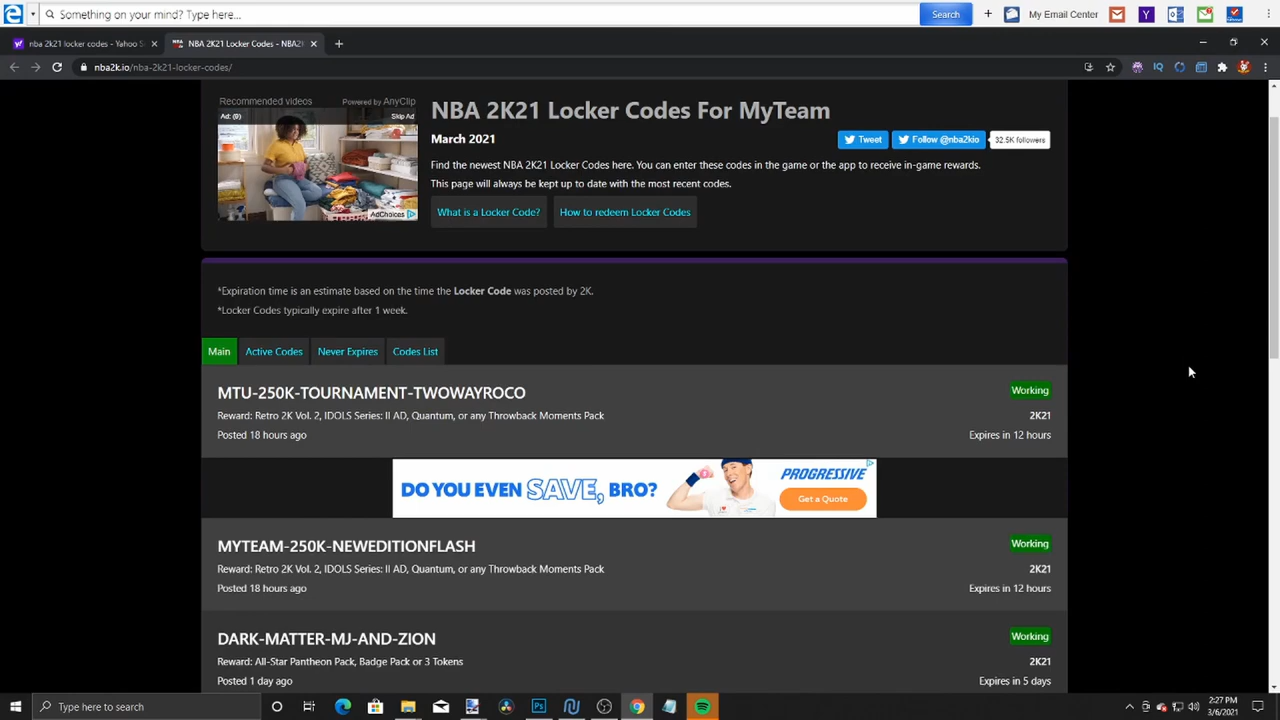 Something on your mind? Type here...
Search
My Email Center
nba 2k21 locker codes - Yahoo S
NBA 2K21 Locker Codes - NBA2
nba2k.io/nba-2k21-locker-codes/
Recommended videos
Powered by AnyClip
Ad: (9)
Skip Ad
AdChoices
NBA 2K21 Locker Codes For MyTeam
March 2021
Tweet
Follow @nba2kio
32.5K followers
Find the newest NBA 2K21 Locker Codes here. You can enter these codes in the game or the app to receive in-game rewards.
This page will always be kept up to date with the most recent codes.
What is a Locker Code?
How to redeem Locker Codes
*Expiration time is an estimate based on the time the Locker Code was posted by 2K.
*Locker Codes typically expire after 1 week.
Main
Active Codes
Never Expires
Codes List
MTU-250K-TOURNAMENT-TWOWAYROCO
Working
Reward: Retro 2K Vol. 2, IDOLS Series: II AD, Quantum, or any Throwback Moments Pack
2K21
Posted 18 hours ago
Expires in 12 hours
DO YOU EVEN SAVE, BRO?
PROGRESSIVE
Get a Quote
MYTEAM-250K-NEWEDITIONFLASH
Working
Reward: Retro 2K Vol. 2, IDOLS Series: II AD, Quantum, or any Throwback Moments Pack
2K21
Posted 18 hours ago
Expires in 12 hours
DARK-MATTER-MJ-AND-ZION
Working
Reward: All-Star Pantheon Pack, Badge Pack or 3 Tokens
2K21
Posted 1 day ago
Expires in 5 days
Type here to search
Ps
2:27 PM
3/6/2021